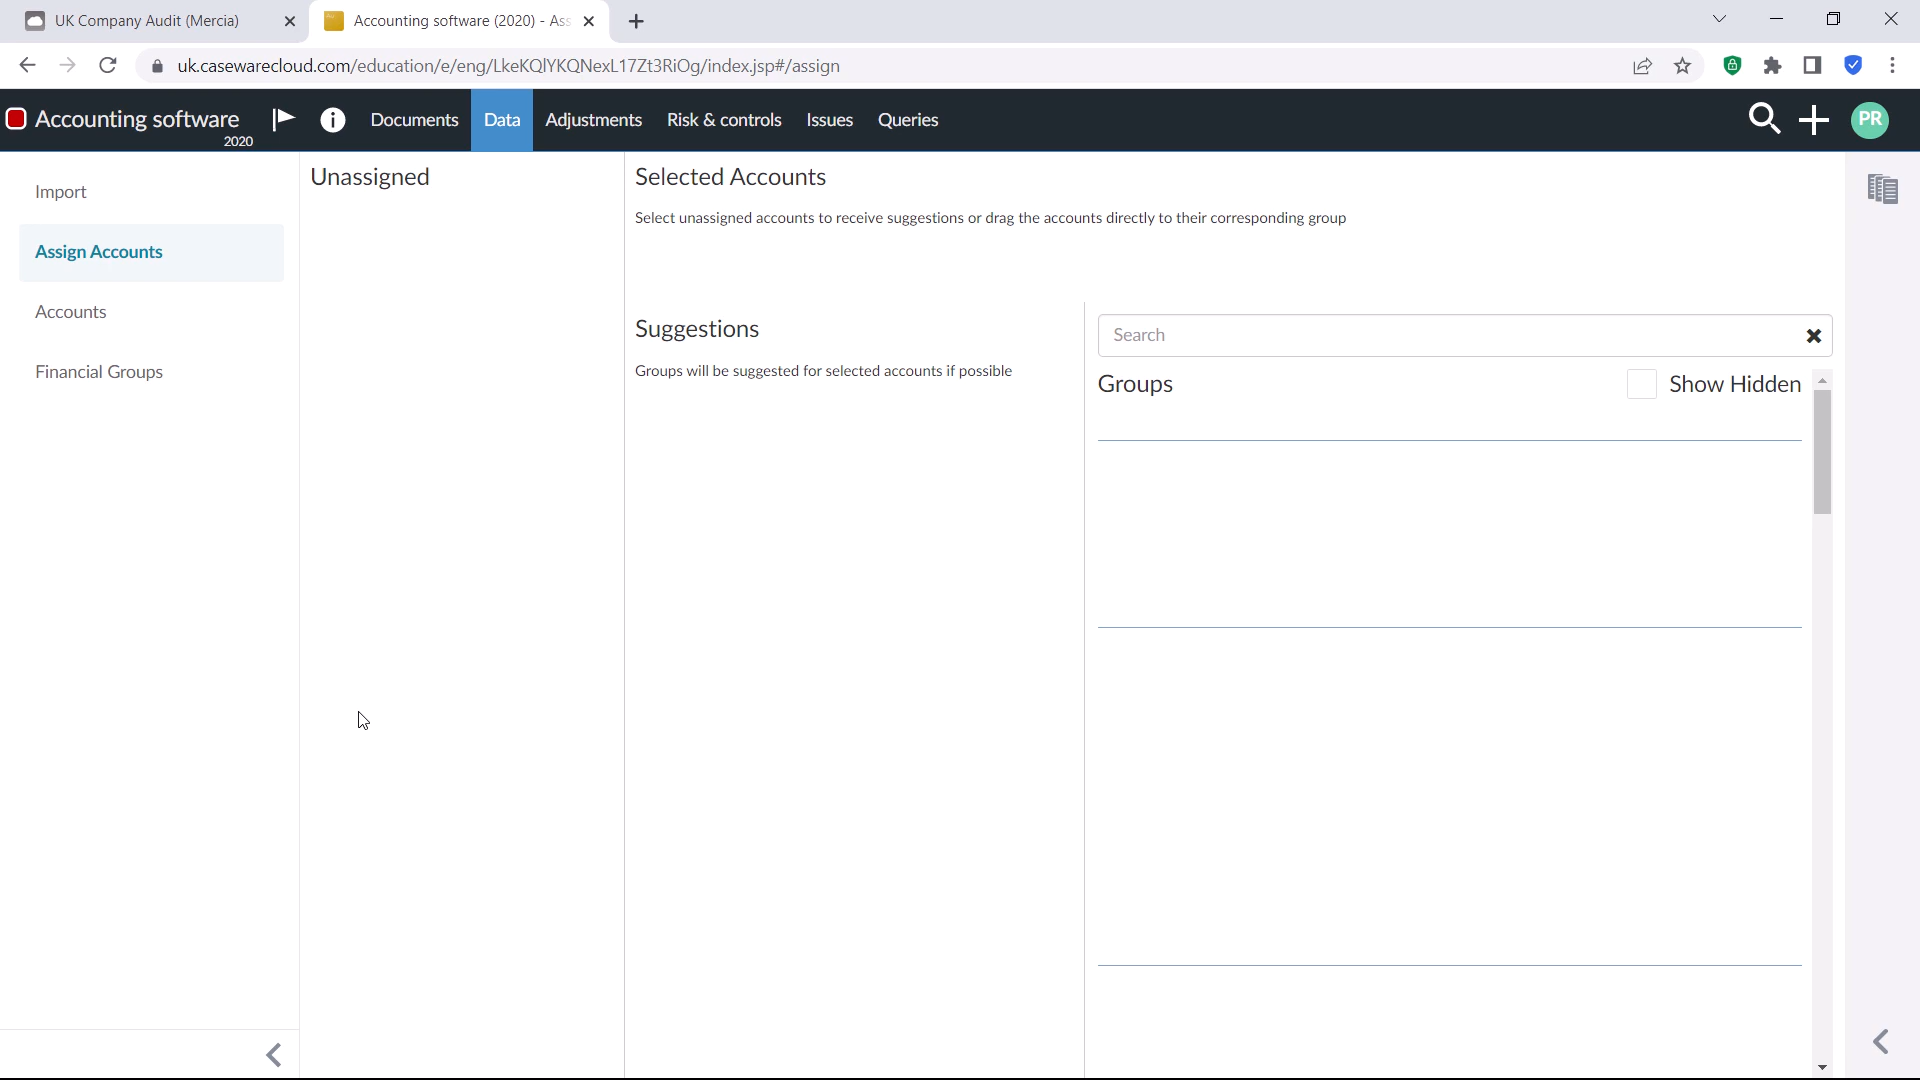 UK Company Audit (Mercia)
Accounting software (2020) - Ass
uk.casewarecloud.com/education/e/eng/LkeKQlYKQNexL17Zt3RiOg/index.jsp#/assign
Accounting software
2020
Documents
Data
Adjustments
Risk & controls
Issues
Queries
PR
Import
Assign Accounts
Accounts
Financial Groups
Unassigned
Selected Accounts
Select unassigned accounts to receive suggestions or drag the accounts directly to their corresponding group
Suggestions
Groups will be suggested for selected accounts if possible
Search
Groups
Show Hidden